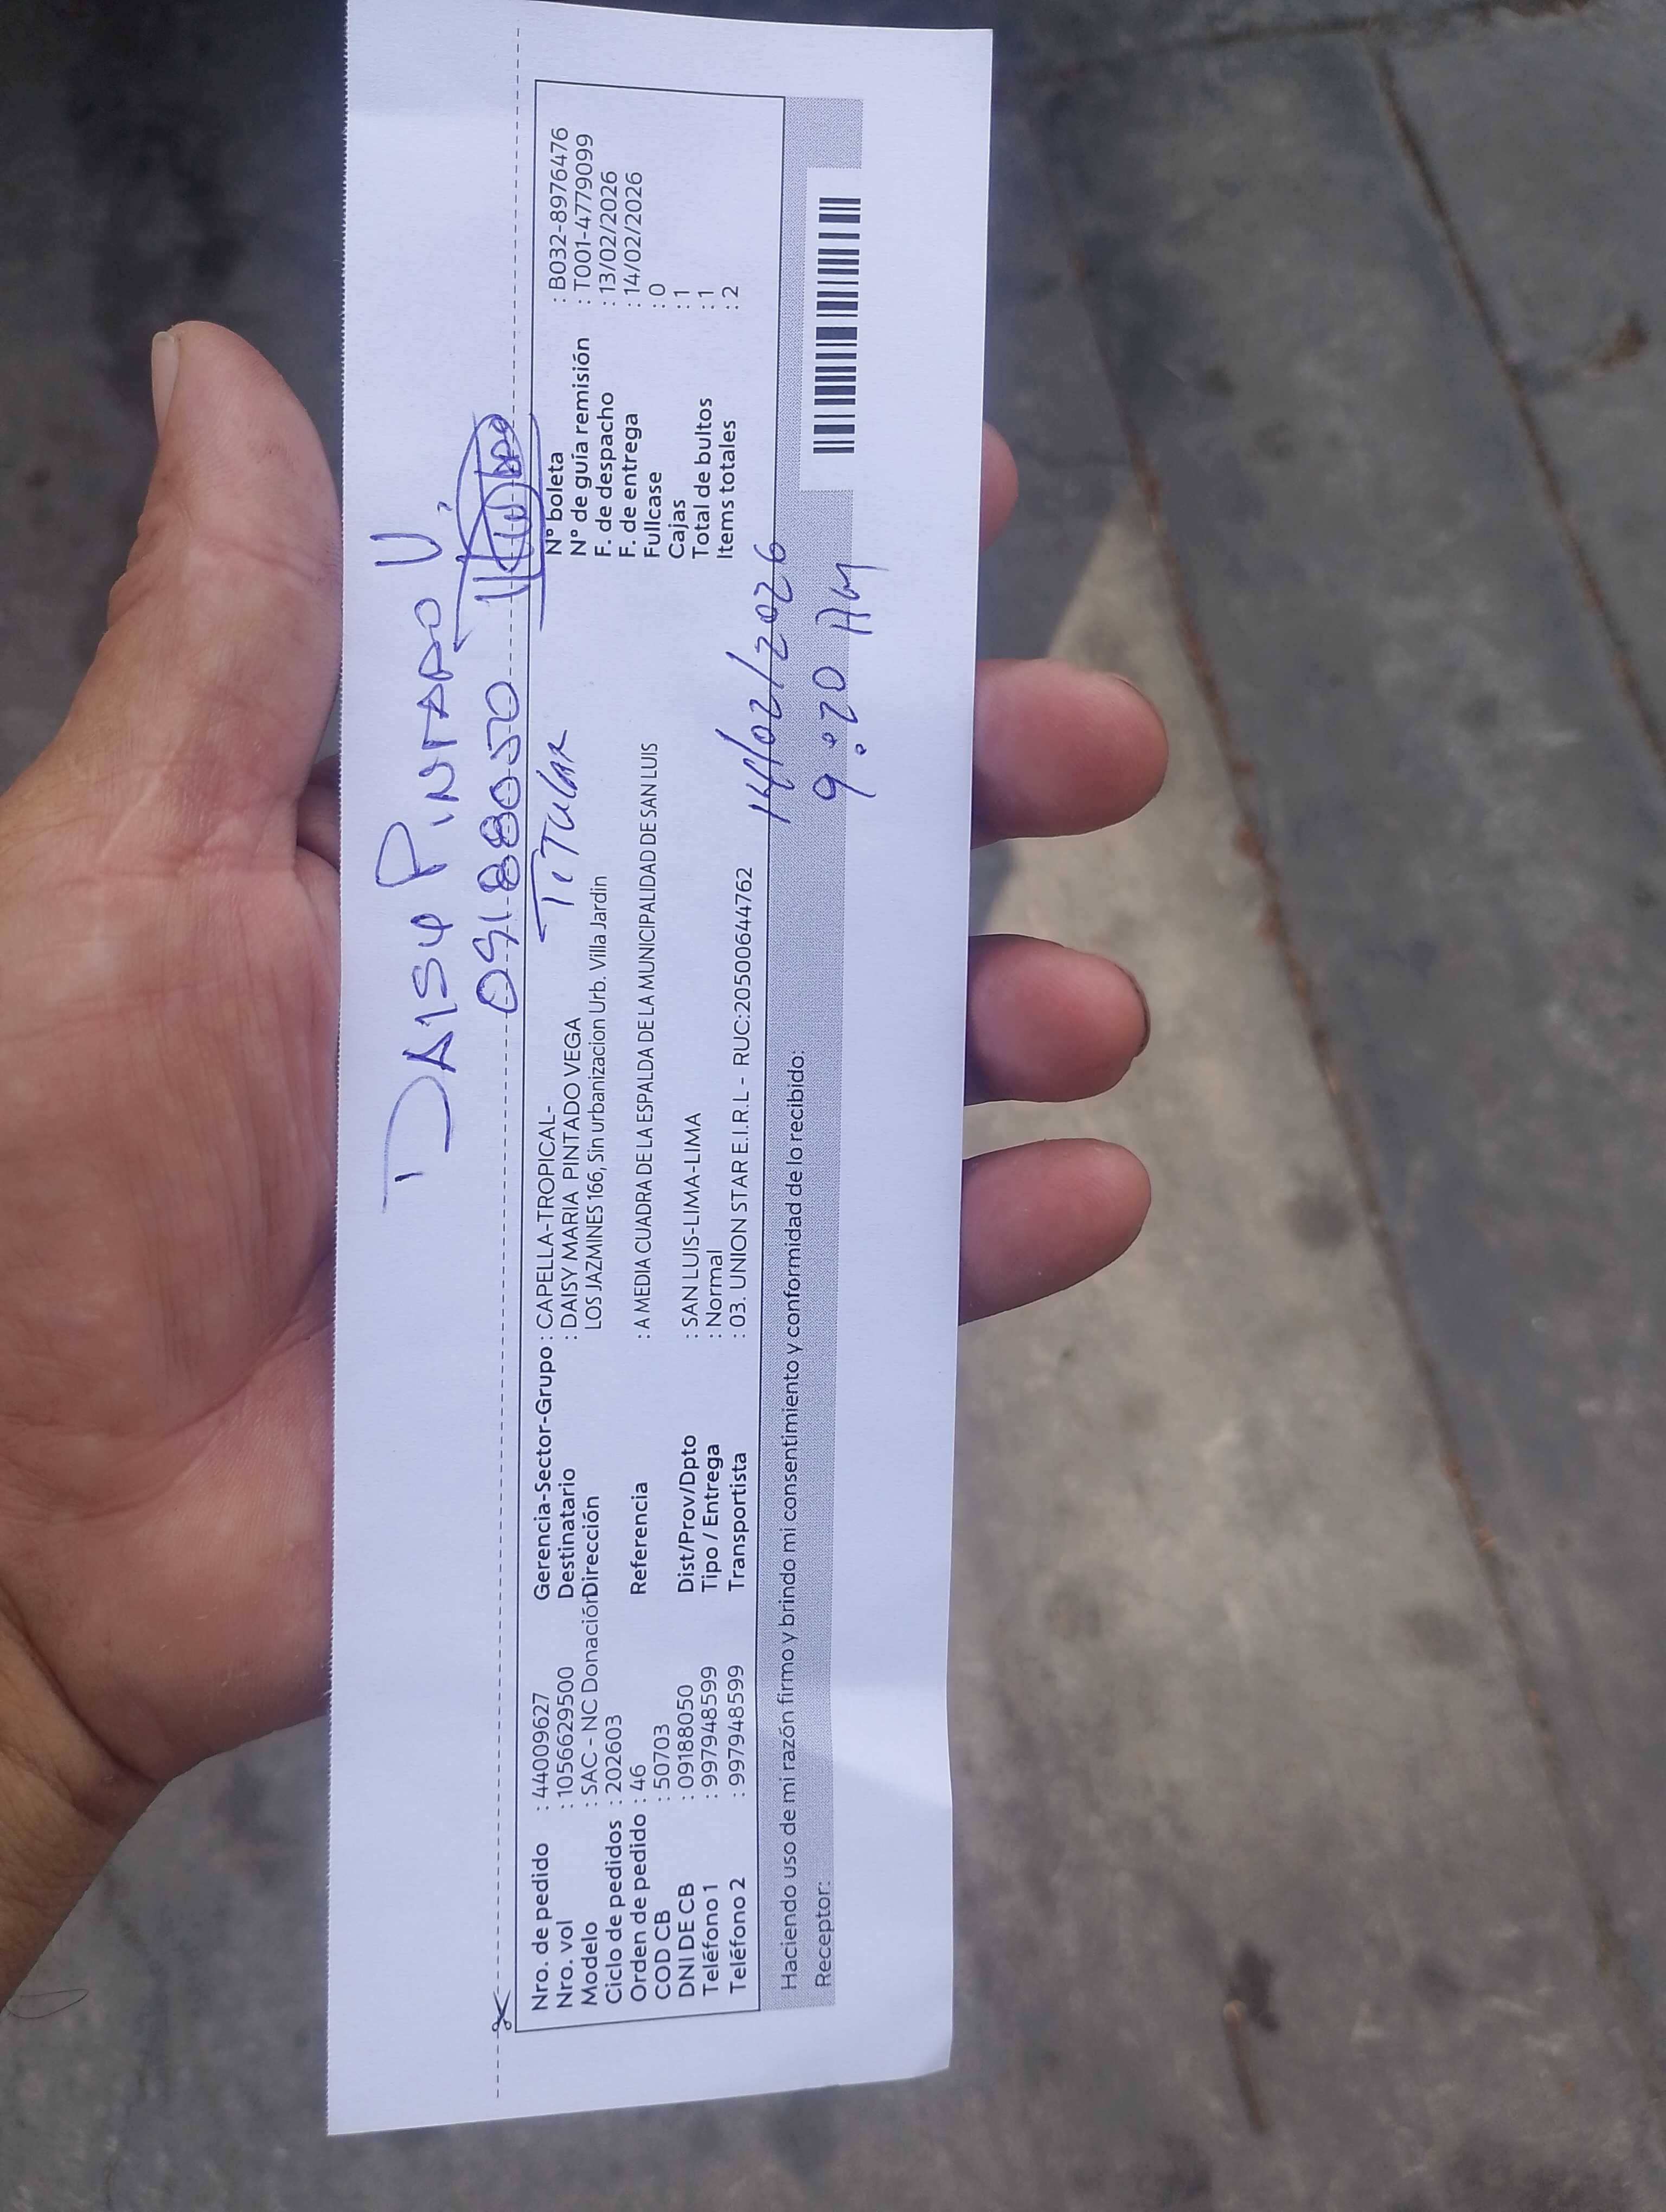 DAISY PINTADO V.
09188050
Titular
Nro. de pedido : 44009627
Nro. vol : 1056629500
Modelo : SAC - NC Donación
Ciclo de pedidos : 202603
Orden de pedido : 46
COD CB : 50703
DNI DE CB : 09188050
Teléfono 1 : 997948599
Teléfono 2 : 997948599
Gerencia-Sector-Grupo : CAPELLA-TROPICAL-
Destinatario : DAISY MARIA PINTADO VEGA
Dirección LOS JAZMINES 166, Sin urbanizacion Urb. Villa Jardin
Referencia : A MEDIA CUADRA DE LA ESPALDA DE LA MUNICIPALIDAD DE SAN LUIS
Dist/Prov/Dpto : SAN LUIS-LIMA-LIMA
Tipo / Entrega : Normal
Transportista : 03. UNION STAR E.I.R.L - RUC:20500644762
N° boleta : B032-8976476
N° de guía remisión : T001-4779099
F. de despacho : 13/02/2026
F. de entrega : 14/02/2026
Fullcase : 0
Cajas : 1
Total de bultos : 1
Items totales : 2
14/02/2026
9:20 AM
Haciendo uso de mi razón firmo y brindo mi consentimiento y conformidad de lo recibido:
Receptor: